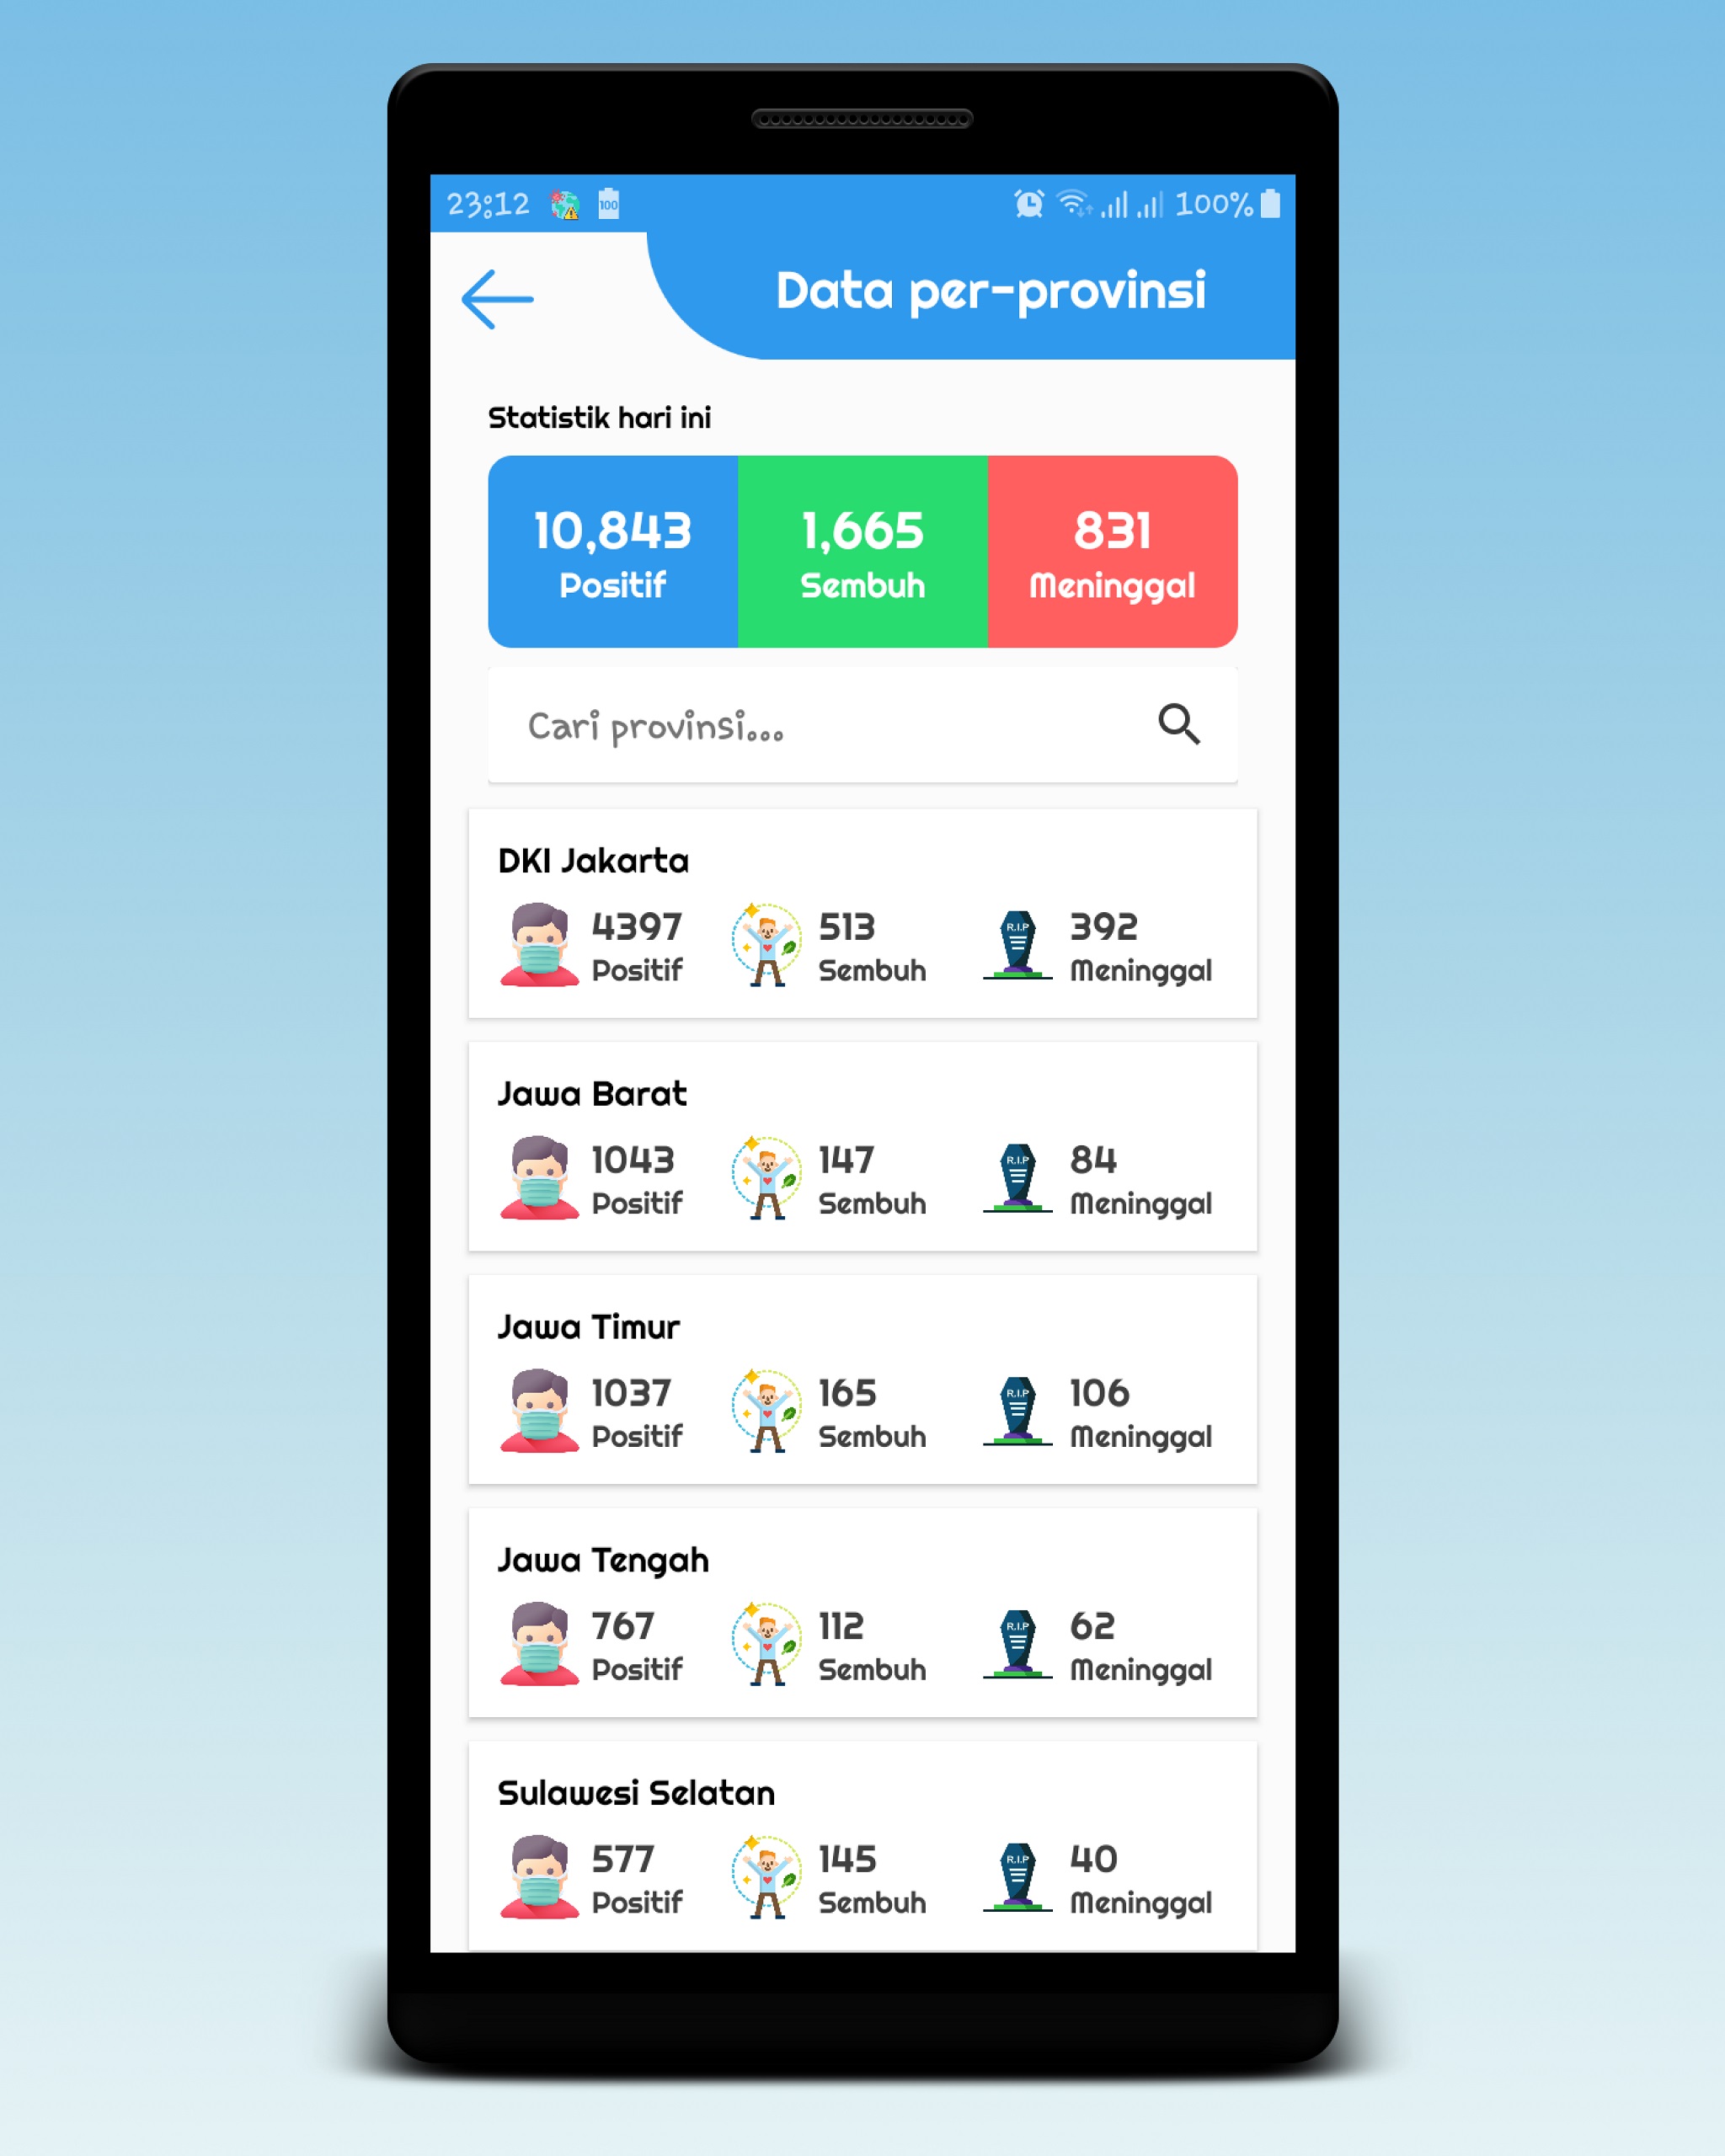 23:12 100 100%
Data per-provinsi
Statistik hari ini
10,843 1,665 831
Positif Sembuh Meninggal
Cari provinsi...
DKI Jakarta
R.I.P
4397 513 392
Positif Sembuh Meninggal
Jawa Barat
R.I.P
1043 147 84
Positif Sembuh Meninggal
Jawa Timur
R.I.P
1037 165 106
Positif Sembuh Meninggal
Jawa Tengah
R.I.P
767 112 62
Positif Sembuh Meninggal
Sulawesi Selatan
R.I.P
577 145 40
Positif Sembuh Meninggal